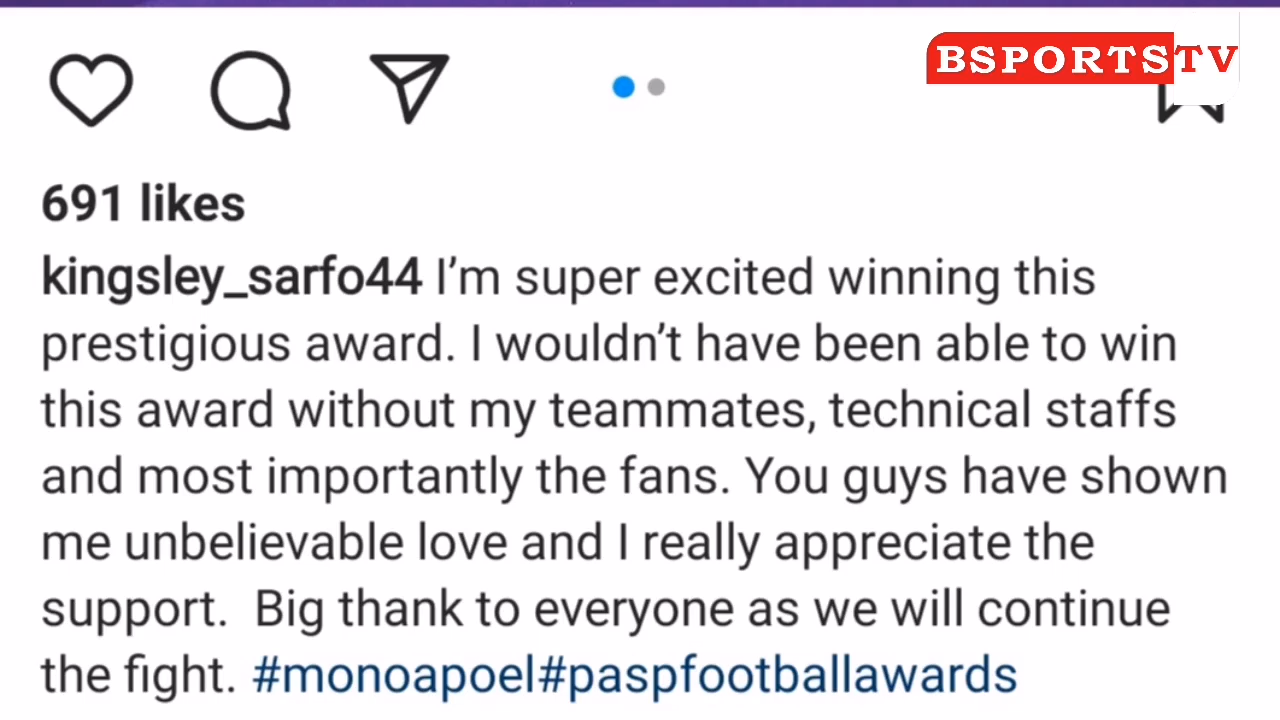 BSPORTSTV
691 likes
kingsley_sarfo44 I’m super excited winning this
prestigious award. I wouldn’t have been able to win
this award without my teammates, technical staffs
and most importantly the fans. You guys have shown
me unbelievable love and I really appreciate the
support.  Big thank to everyone as we will continue
the fight. #monoapoel#paspfootballawards